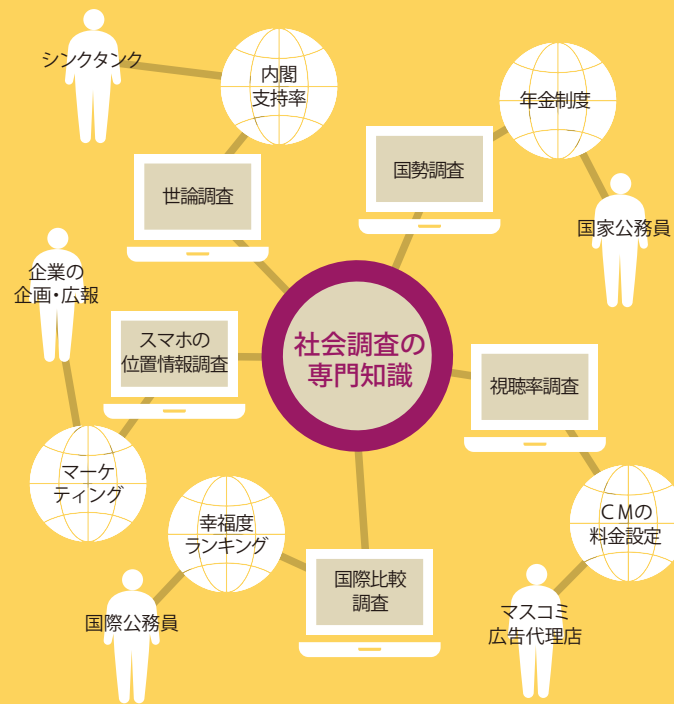 シンクタンク
内閣
支持率
年金制度
世論調査
国勢調査
国家公務員
企業の
企画・広報
スマホの
位置情報調査
社会調査の
専門知識
視聴率調査
マーケ
ティング
幸福度
ランキング
CMの
料金設定
国際比較
調査
国際公務員
マスコミ
広告代理店